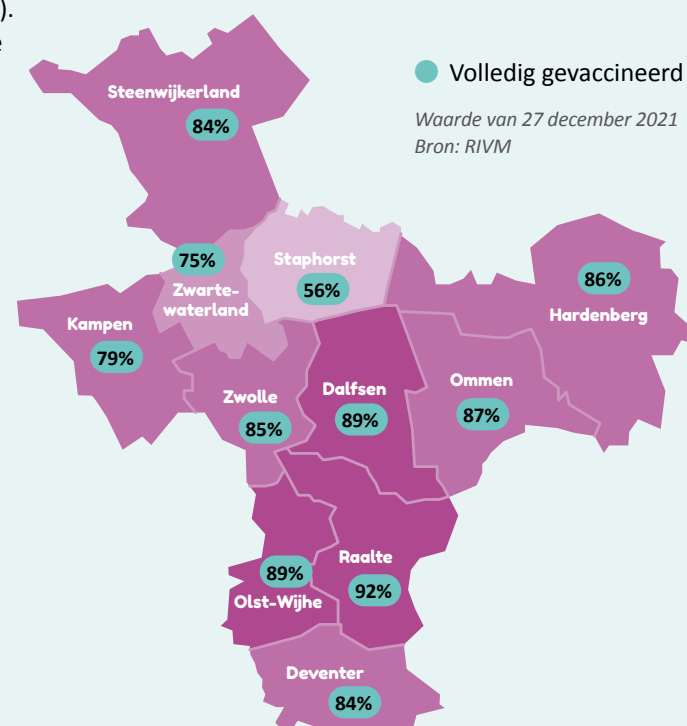 ).
e
Volledig gevaccineerd
Waarde van 27 december 2021
Bron: RIVM
Steenwijkerland
84%
75%
Zwarte-
waterland
Staphorst
56%
86%
Hardenberg
Kampen
79%
Zwolle
85%
Dalfsen
89%
Ommen
87%
89%
Olst-Wijhe
Raalte
92%
Deventer
84%